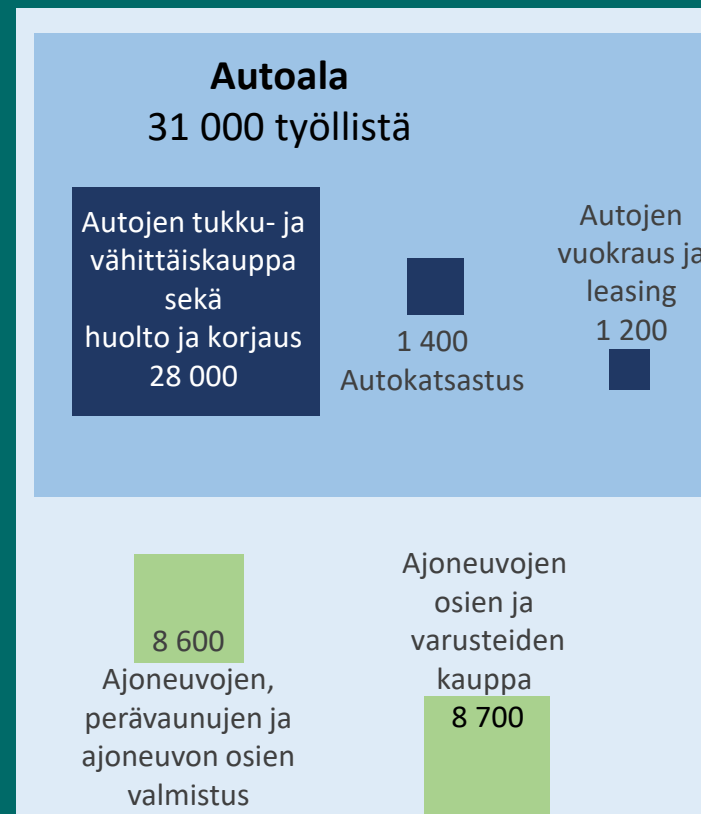 Autoala
31 000 työllistä
Autojen tukku- ja
vähittäiskauppa
sekä
huolto ja korjaus
28 000
1 400
Autokatsastus
Autojen
vuokraus ja
leasing
1 200
8 600
Ajoneuvojen,
perävaunujen ja
ajoneuvon osien
valmistus
Ajoneuvojen
osien ja
varusteiden
kauppa
8 700